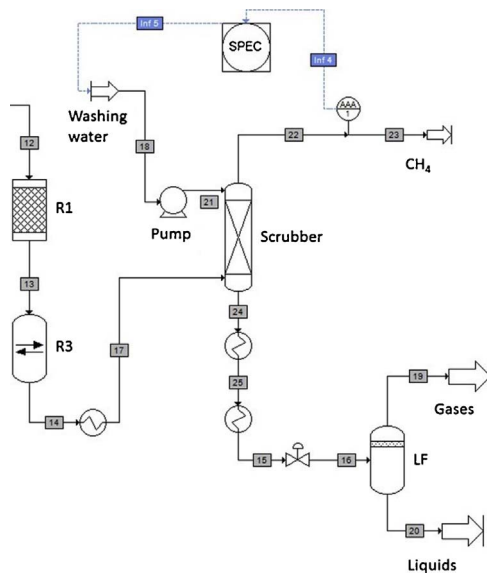 Inf 5
SPEC
Inf 4
Washing
water
AAA
1
12
18
22
23
CH₄
R1
21
Pump
Scrubber
13
17
24
R3
25
19
Gases
14
15
16
LF
20
Liquids